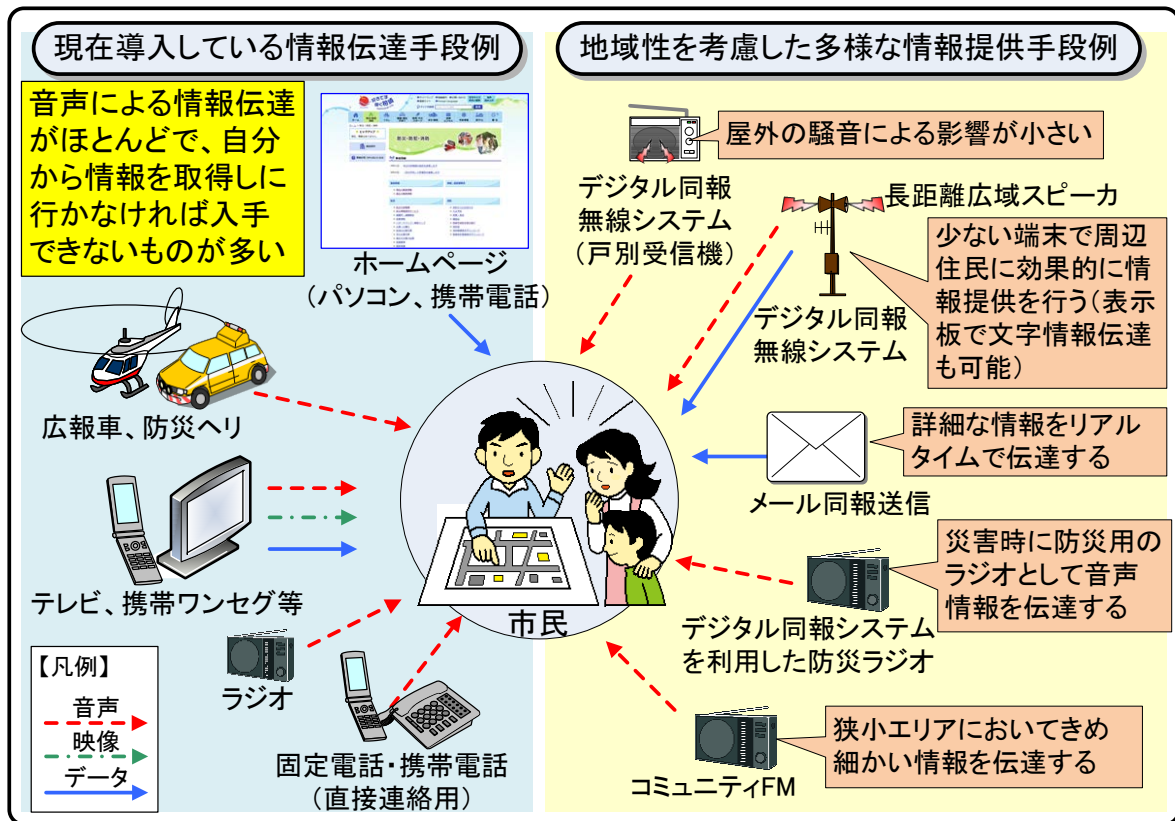 現在導入している情報伝達手段例
音声による情報伝達
がほとんどで、自分
から情報を取得しに
行かなければ入手
できないものが多い
ホームページ
(パソコン、携帯電話)
広報車、防災ヘリ
テレビ、携帯ワンセグ等
ラジオ
固定電話・携帯電話
(直接連絡用)
【凡例】
音声
映像
データ
市民
地域性を考慮した多様な情報提供手段例
デジタル同報
無線システム
(戸別受信機)
屋外の騒音による影響が小さい
長距離広域スピーカ
デジタル同報
無線システム
少ない端末で周辺
住民に効果的に情
報提供を行う(表示
板で文字情報伝達
も可能)
メール同報送信
詳細な情報をリアル
タイムで伝達する
デジタル同報システム
を利用した防災ラジオ
災害時に防災用の
ラジオとして音声
情報を伝達する
コミュニティFM
狭小エリアにおいてきめ
細かい情報を伝達する